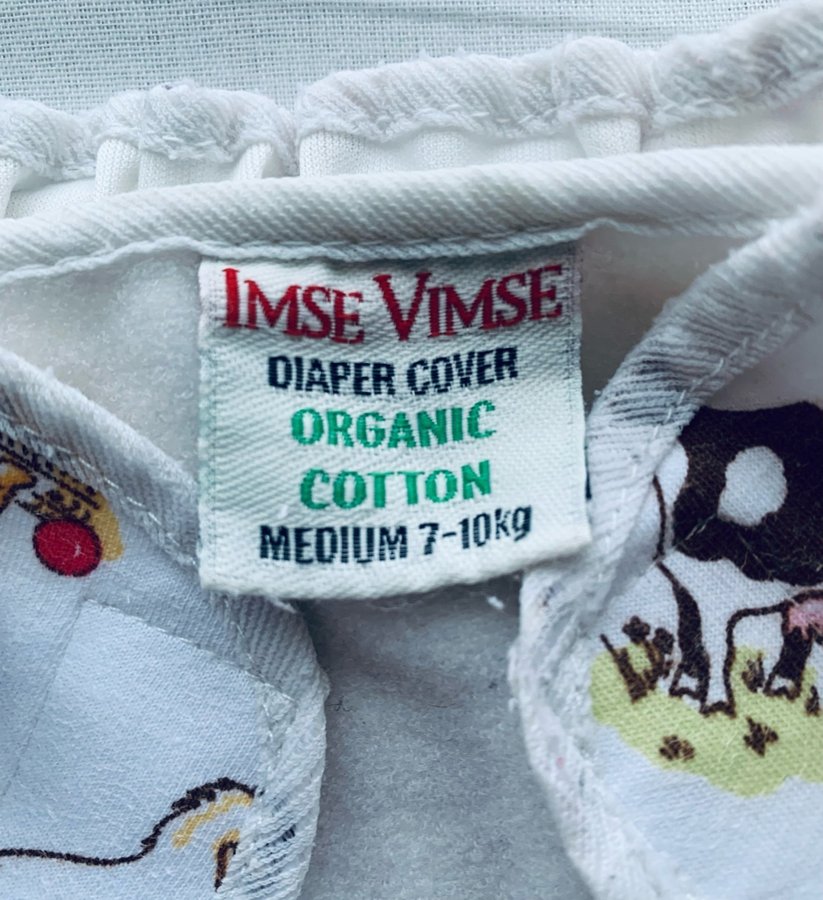 IMSE VIMSE
DIAPER COVER
ORGANIC
COTTON
MEDIUM 7-10kg